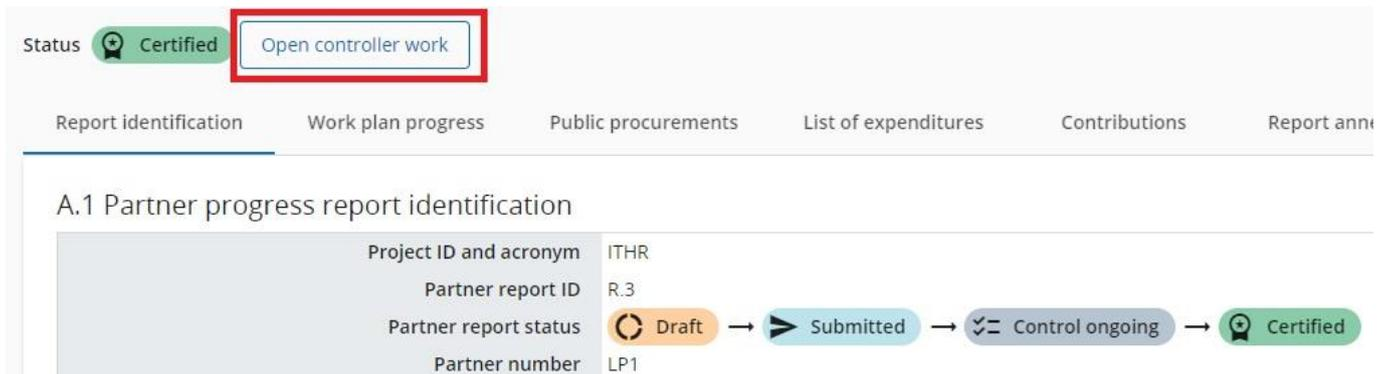 Status Certified Open controller work
Report identification Work plan progress Public procurements List of expenditures Contributions Report anne
A.1 Partner progress report identification
Project ID and acronym ITHR
Partner report ID R.3
Partner report status Draft → Submitted → Control ongoing → Certified
Partner number LP1